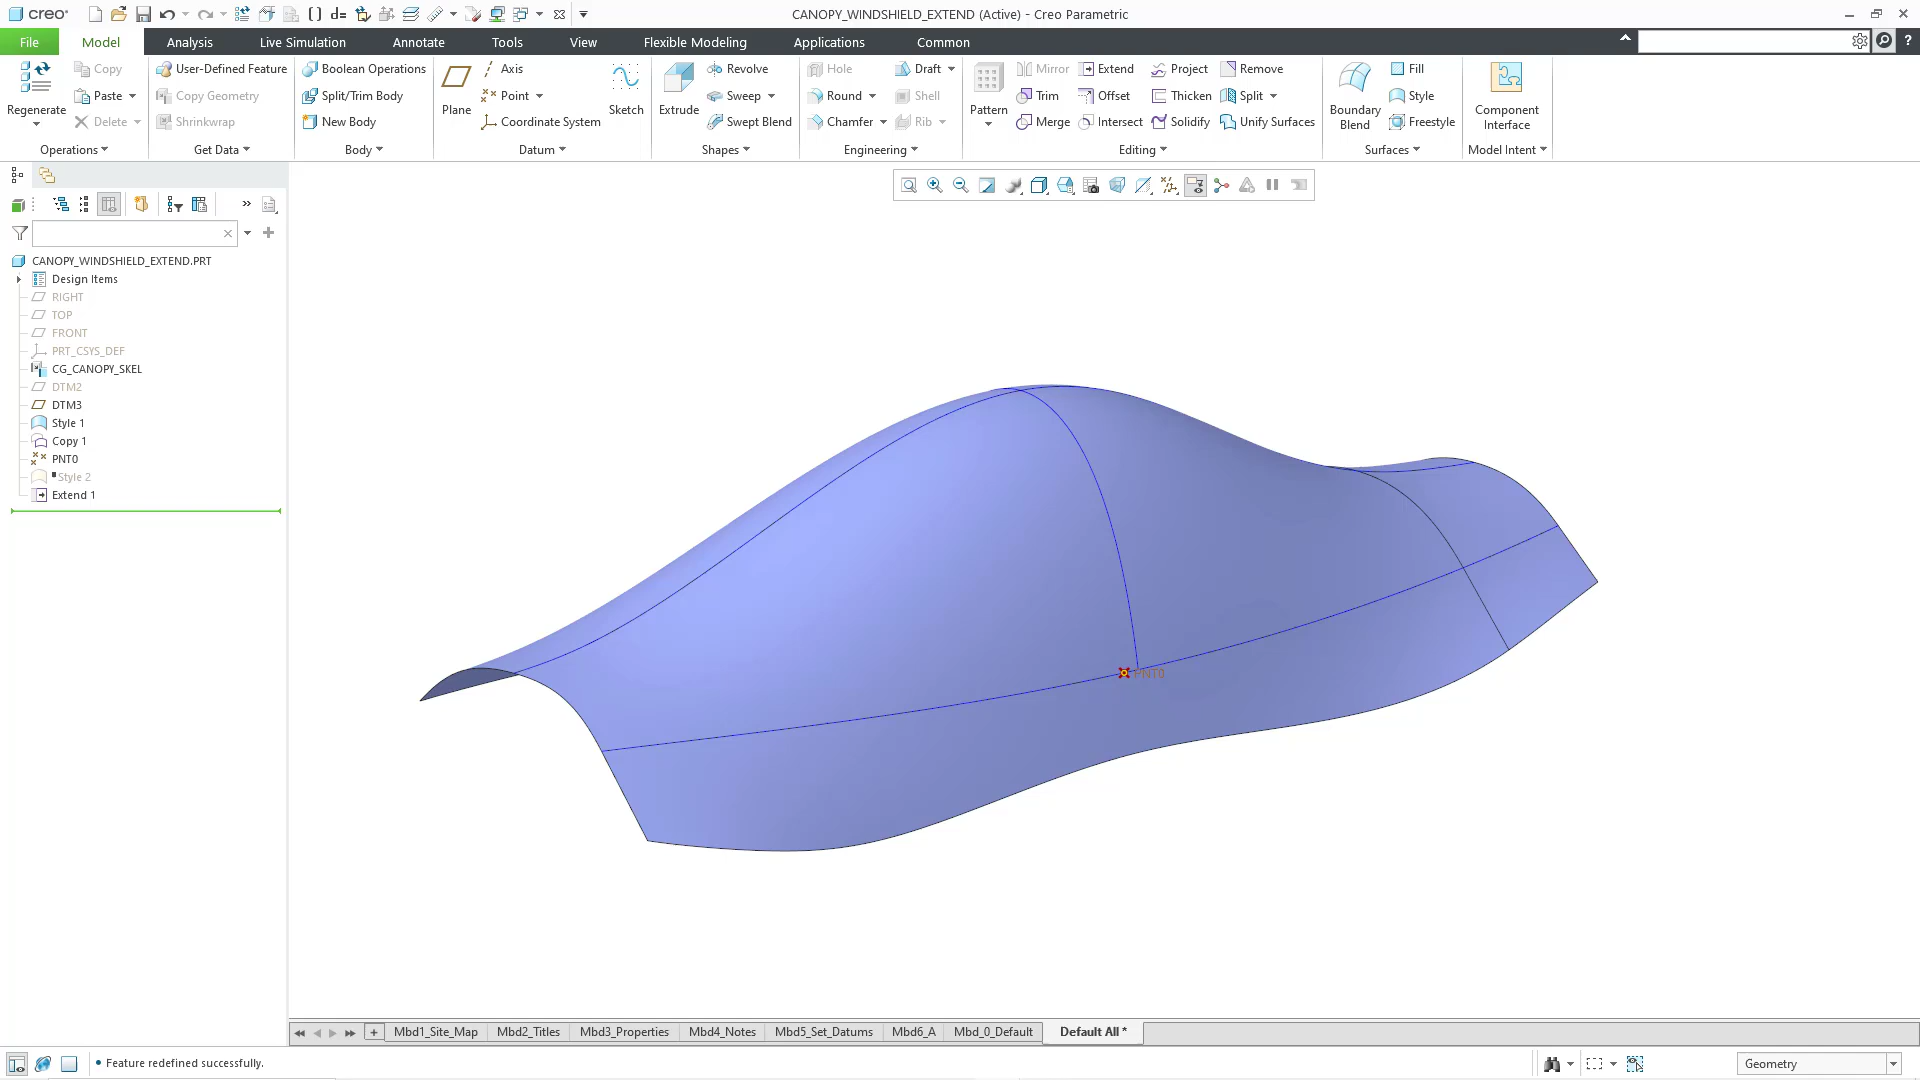 creo
CANOPY_WINDSHIELD_EXTEND (Active) - Creo Parametric
File Model Analysis Live Simulation Annotate Tools View Flexible Modeling Applications Common
Regenerate
Copy
Paste
Delete
Operations
User-Defined Feature
Copy Geometry
Shrinkwrap
Get Data
Boolean Operations
Split/Trim Body
New Body
Body
Plane
Axis
Point
Coordinate System
Sketch
Datum
Extrude
Revolve
Sweep
Swept Blend
Shapes
Hole
Round
Chamfer
Draft
Shell
Rib
Engineering
Pattern
Mirror
Trim
Merge
Extend
Offset
Intersect
Project
Thicken
Solidify
Remove
Split
Unify Surfaces
Editing
Boundary
Blend
Fill
Style
Freestyle
Surfaces
Component
Interface
Model Intent
CANOPY_WINDSHIELD_EXTEND.PRT
Design Items
RIGHT
TOP
FRONT
PRT_CSYS_DEF
CG_CANOPY_SKEL
DTM2
DTM3
Style 1
Copy 1
PNT0
Style 2
Extend 1
PNT0
Mbd1_Site_Map Mbd2_Titles Mbd3_Properties Mbd4_Notes Mbd5_Set_Datums Mbd6_A Mbd_0_Default Default All *
• Feature redefined successfully.
Geometry